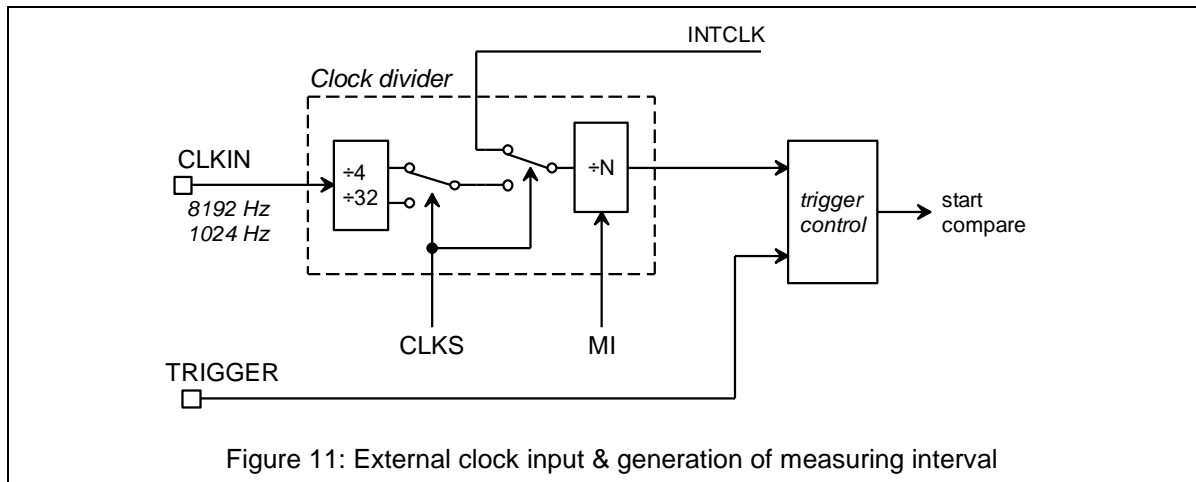 INTCLK
Clock divider
CLKIN
÷4
÷32
÷N
8192 Hz
1024 Hz
trigger
control
start
compare
CLKS
MI
TRIGGER
Figure 11: External clock input & generation of measuring interval